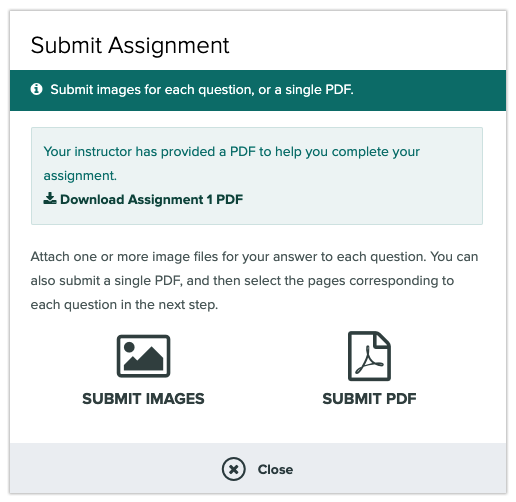 Submit Assignment
Submit images for each question, or a single PDF.
Your instructor has provided a PDF to help you complete your
assignment.
Download Assignment 1 PDF
Attach one or more image files for your answer to each question. You can
also submit a single PDF, and then select the pages corresponding to
each question in the next step.
SUBMIT IMAGES
SUBMIT PDF
Close